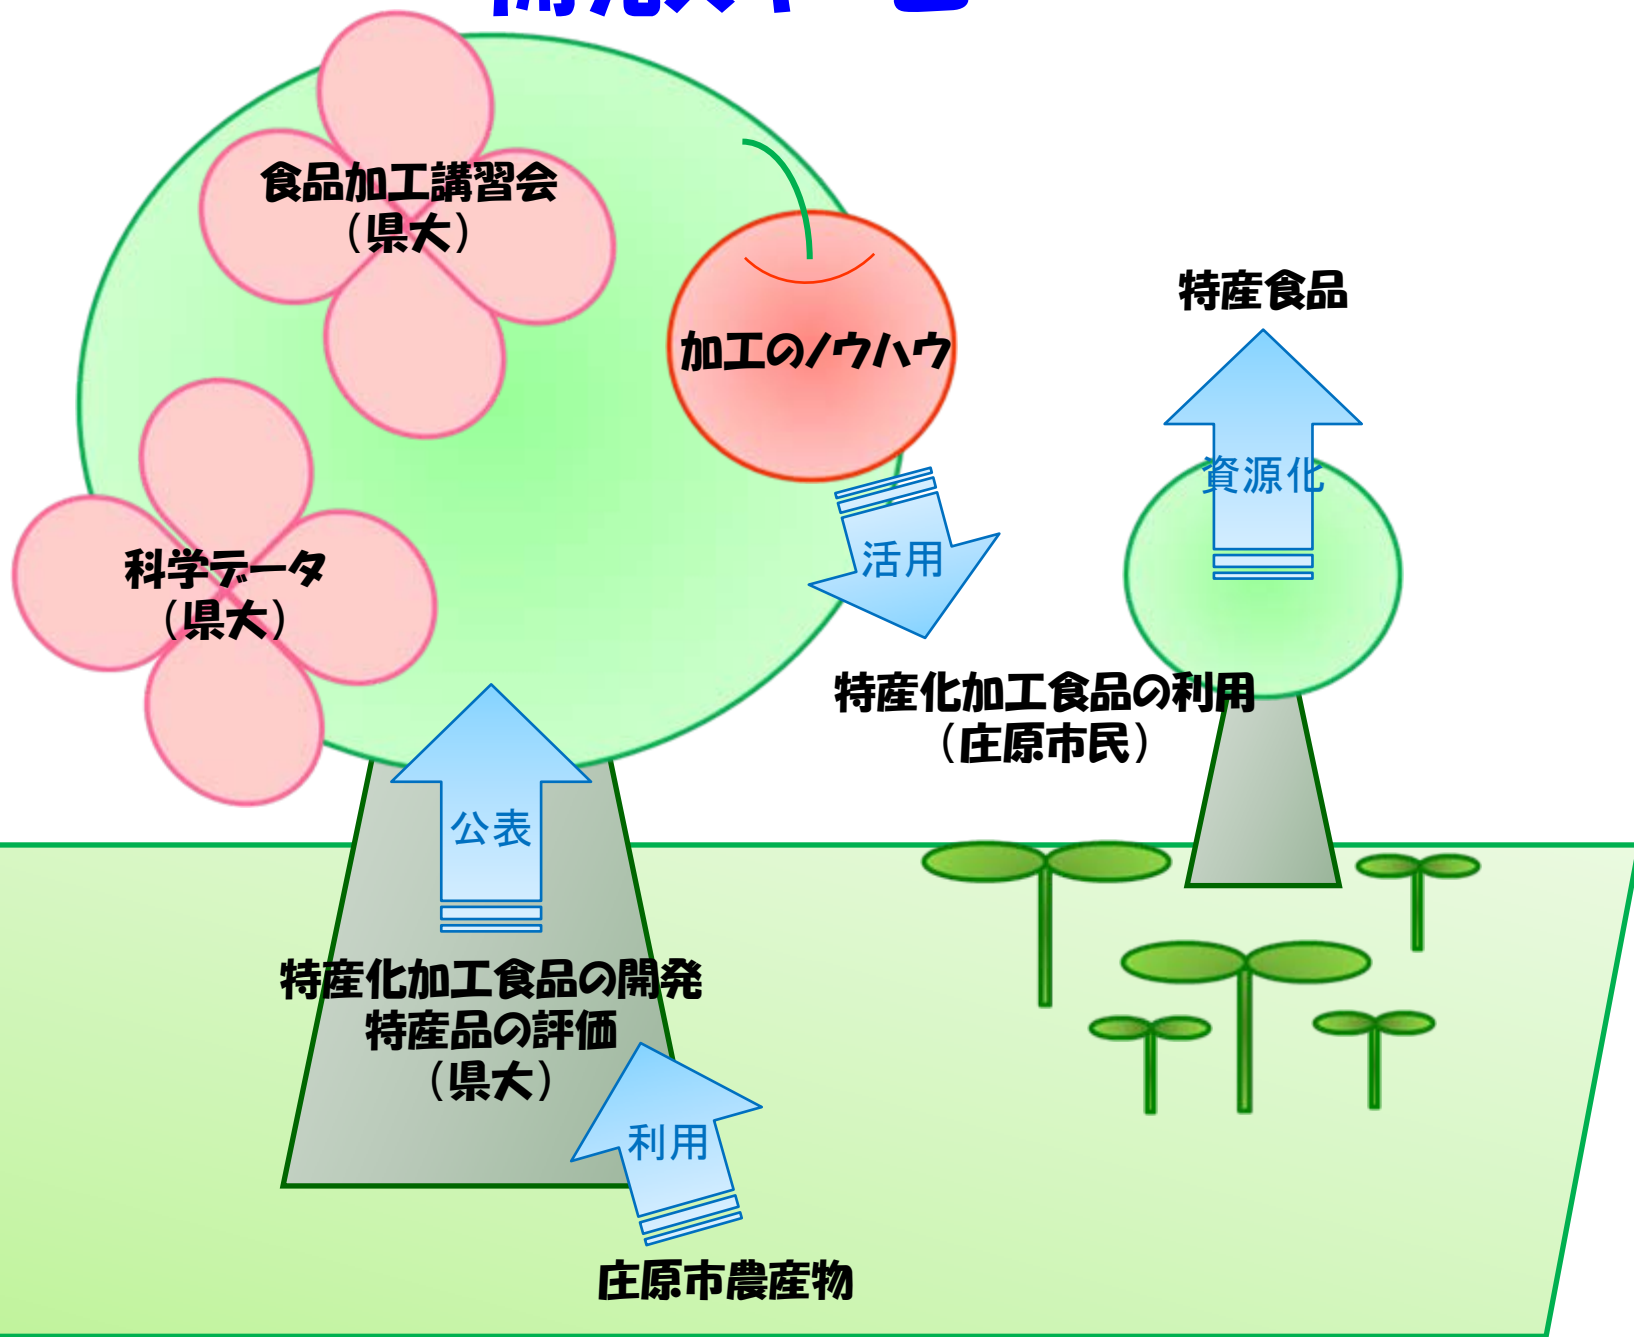 食品加工講習会
（県大）
加工のノウハウ
特産食品
資源化
科学データ
（県大）
活用
特産化加工食品の利用
（庄原市民）
公表
特産化加工食品の開発
特産品の評価
（県大）
利用
庄原市農産物